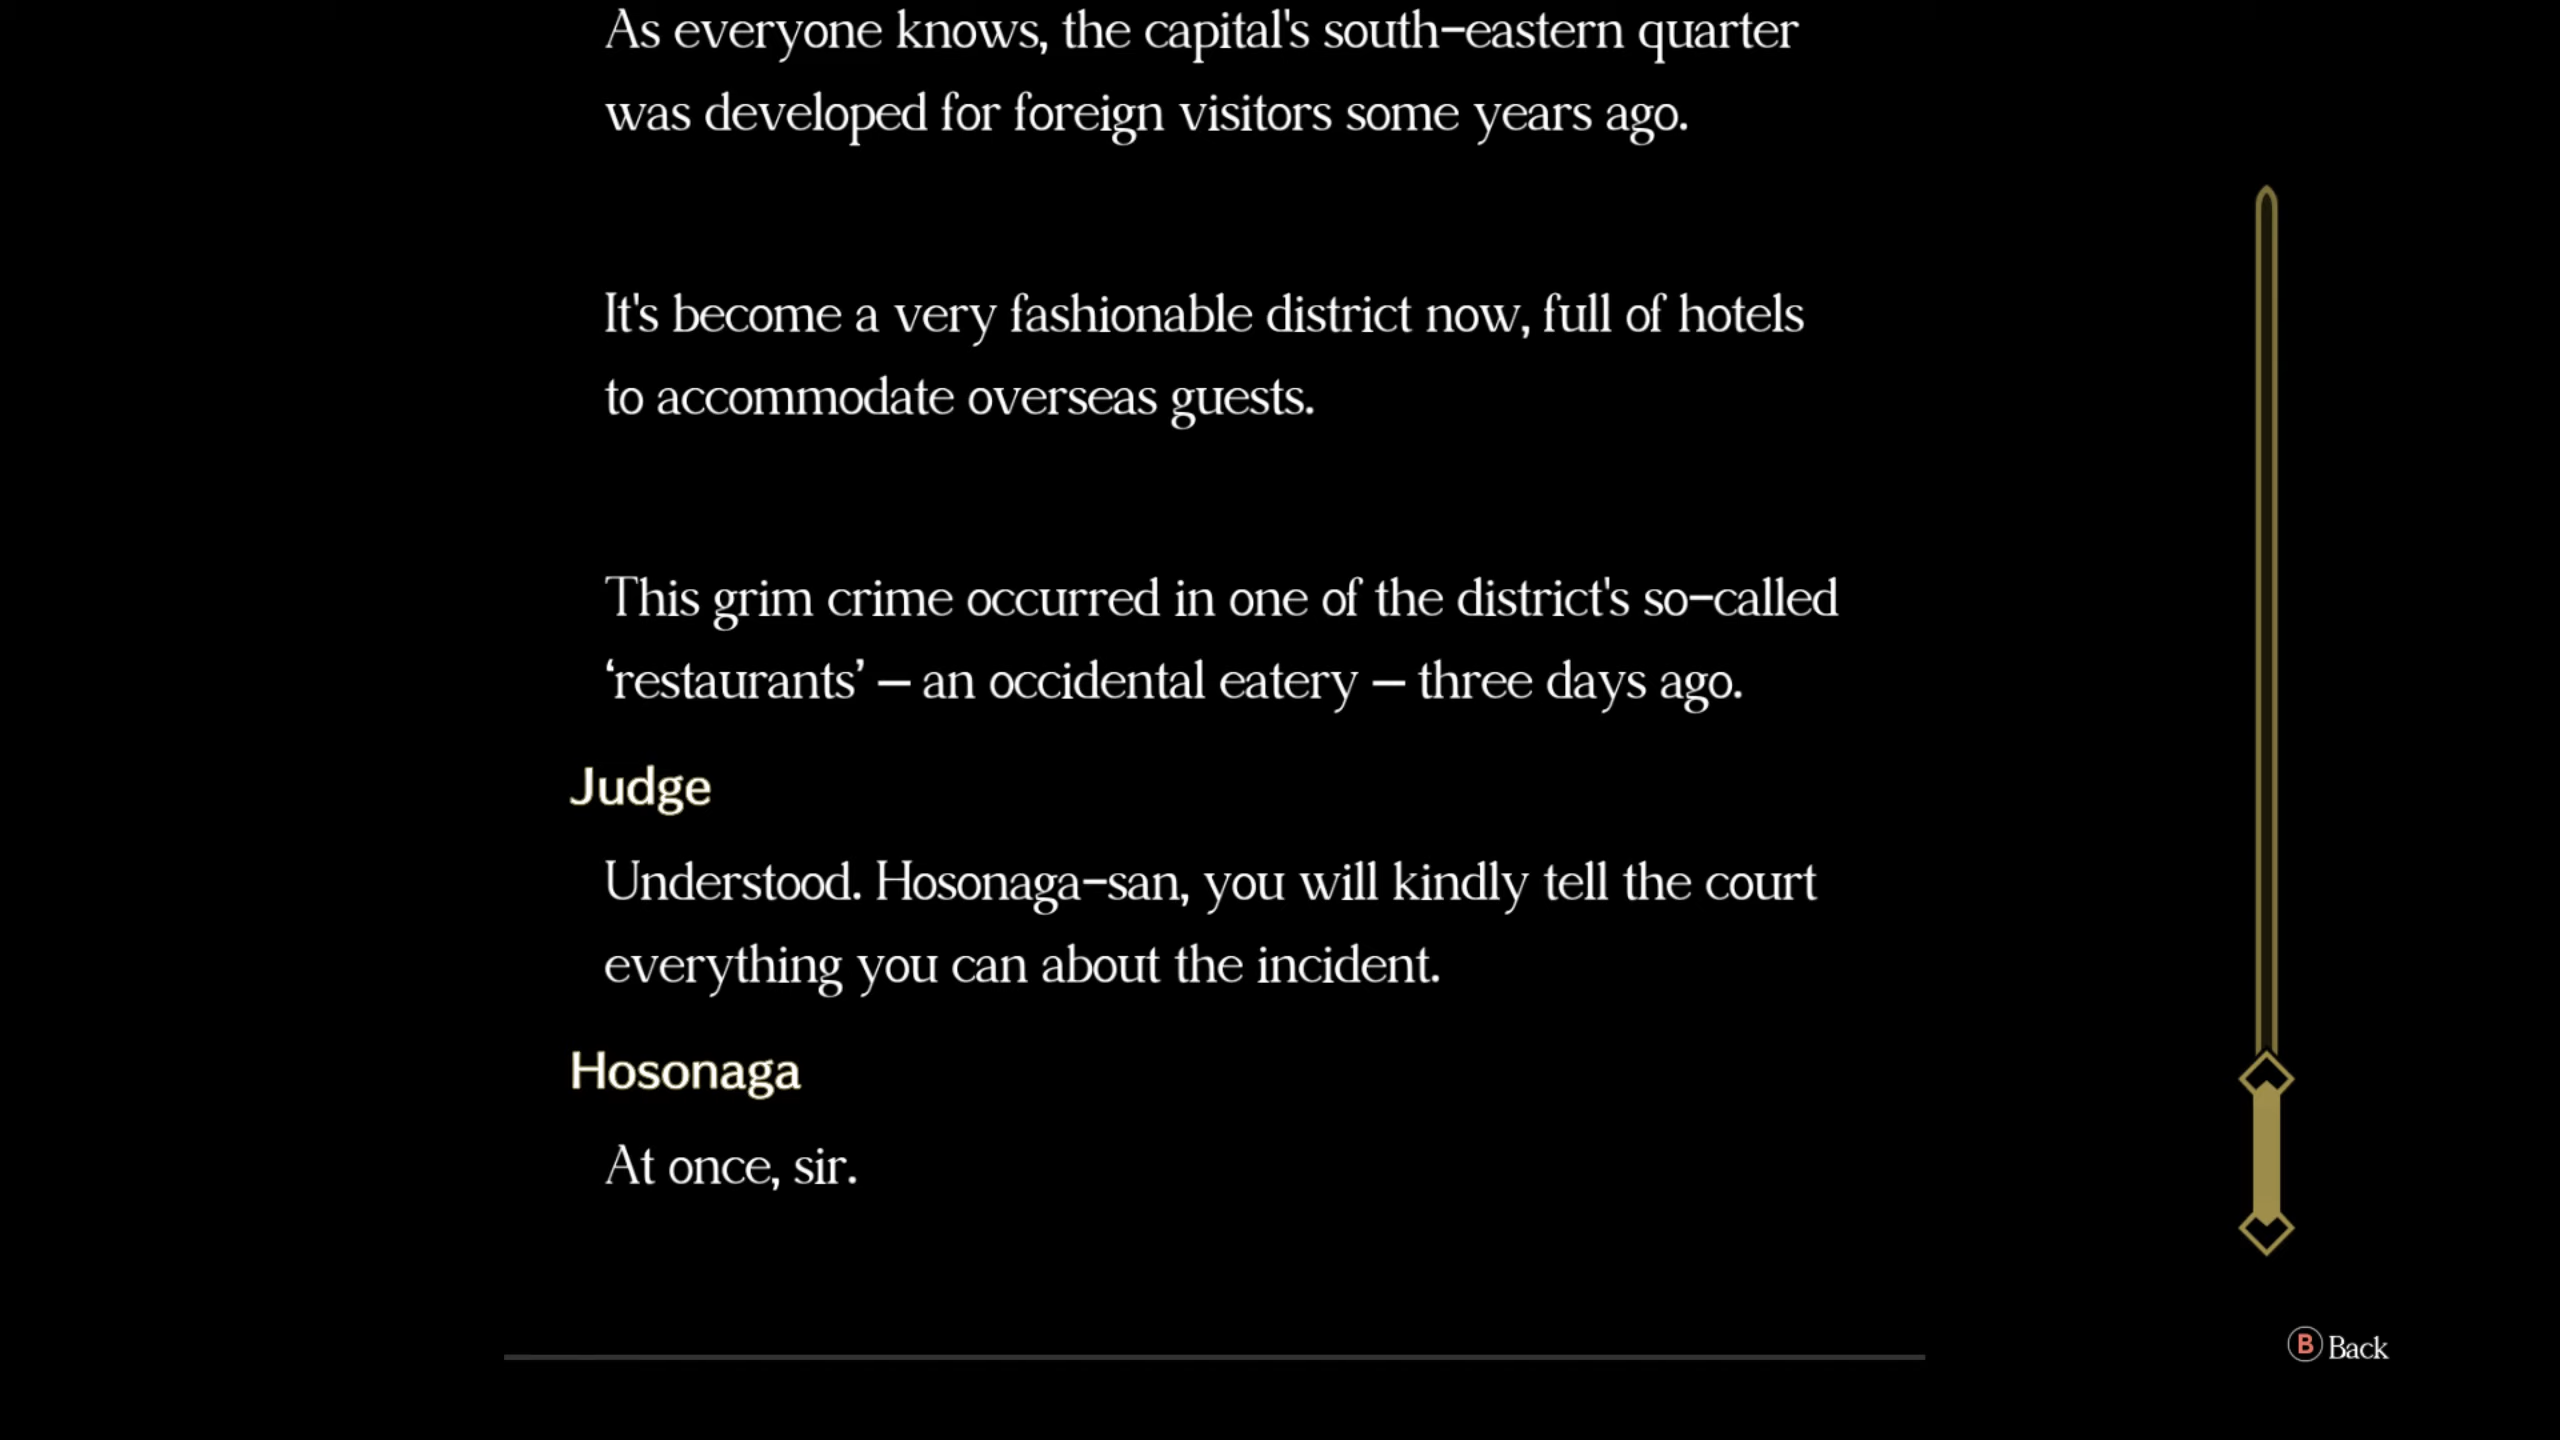 As everyone knows, the capital's south-eastern quarter
was developed for foreign visitors some years ago.
It's become a very fashionable district now, full of hotels
to accommodate overseas guests.
This grim crime occurred in one of the district's so-called
‘restaurants’ – an occidental eatery – three days ago.
Judge
Understood. Hosonaga-san, you will kindly tell the court
everything you can about the incident.
Hosonaga
At once, sir.
B Back